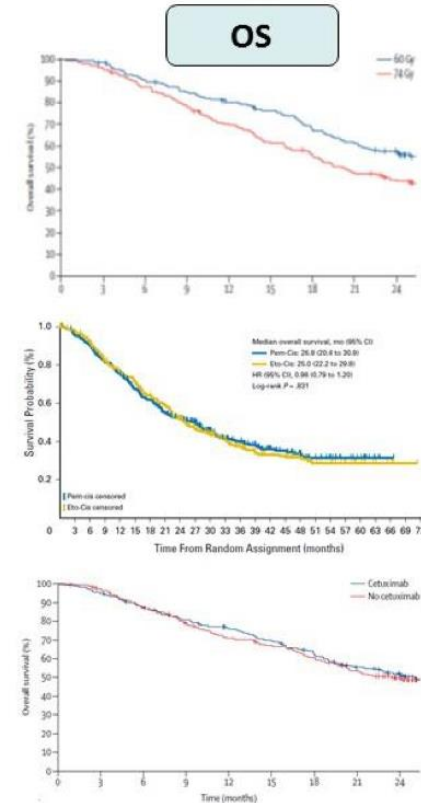 OS
Overall survival (%)
100
90
80
70
60
50
40
30
20
10
0
0 3 6 9 12 15 18 21 24
60 Gy
74 Gy
Survival Probability (%)
1.0
0.8
0.6
0.4
0.2
Median overall survival, mo (95% CI)
Pem-Cis: 26.8 (20.4 to 30.9)
Eto-Cis: 25.0 (22.2 to 29.8)
HR (95% CI), 0.98 (0.79 to 1.20)
Log-rank P = .831
Pem-cis censored
Eto-Cis censored
0 3 6 9 12 15 18 21 24 27 30 33 36 39 42 45 48 51 54 57 60 63 66 69
Time From Random Assignment (months)
Overall survival (%)
100
90
80
70
60
50
40
30
20
10
0
0 3 6 9 12 15 18 21 24
Cetuximab
No cetuximab
Time (months)